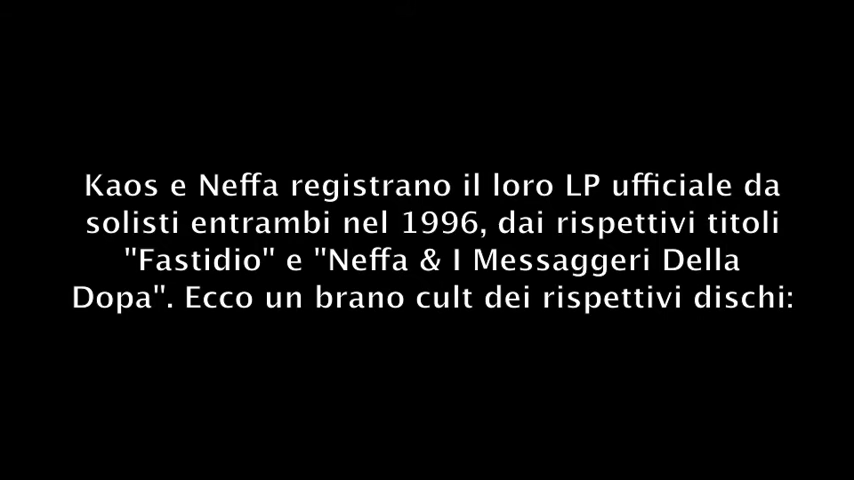 Kaos e Neffa registrano il loro LP ufficiale da
solisti entrambi nel 1996, dai rispettivi titoli
"Fastidio" e "Neffa & I Messaggeri Della
Dopa". Ecco un brano cult dei rispettivi dischi: